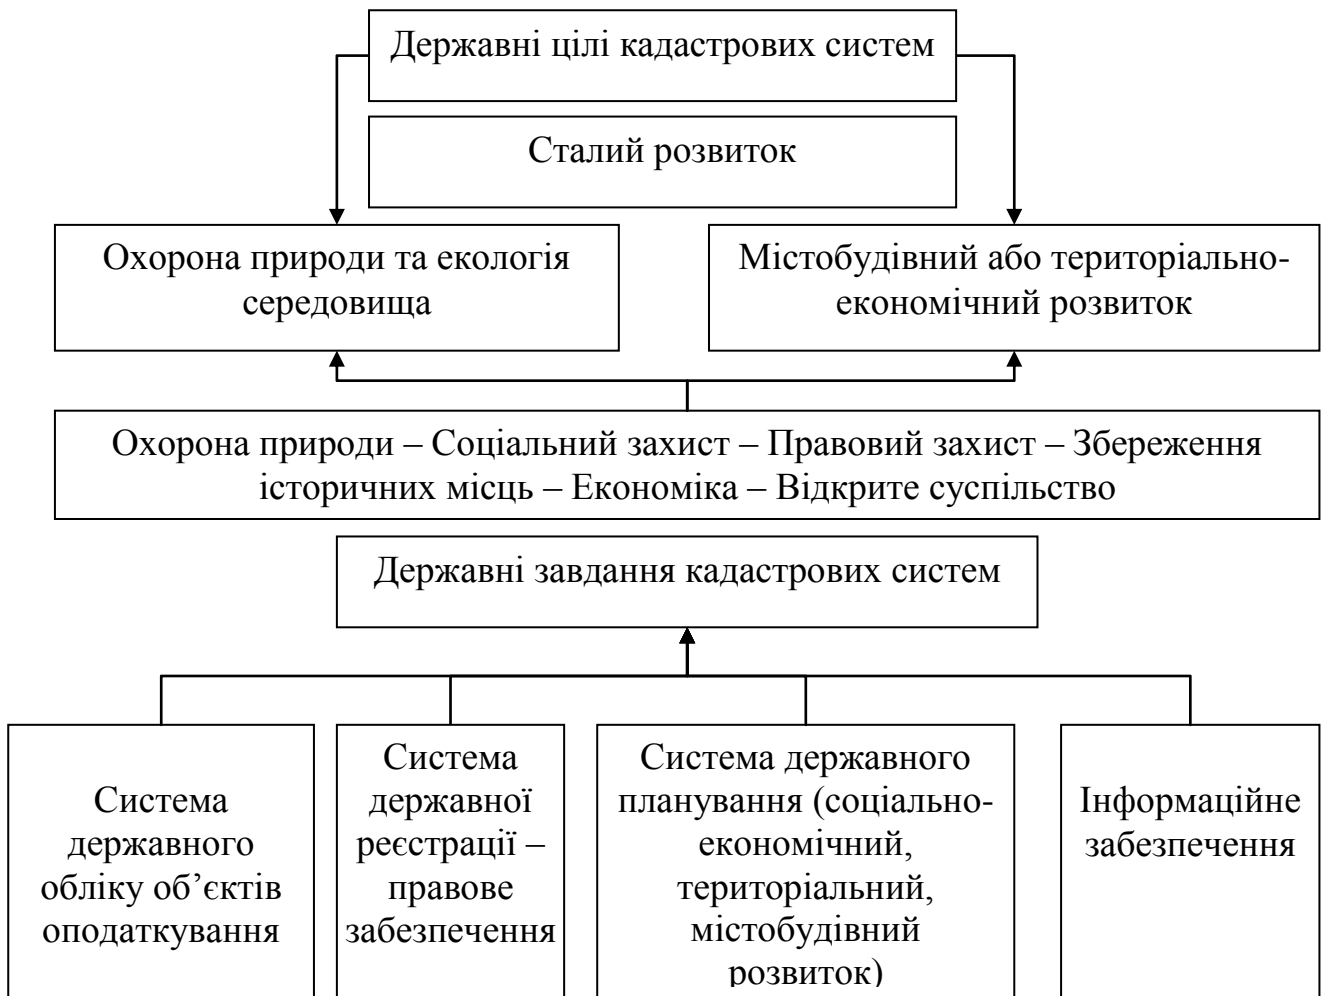 Державні цілі кадастрових систем
Сталий розвиток
Охорона природи та екологія
середовища
Містобудівний або територіально-
економічний розвиток
Охорона природи – Соціальний захист – Правовий захист – Збереження
історичних місць – Економіка – Відкрите суспільство
Державні завдання кадастрових систем
Система
державного
обліку об’єктів
оподаткування
Система
державної
реєстрації –
правове
забезпечення
Система державного
планування (соціально-
економічний,
територіальний,
містобудівний
розвиток)
Інформаційне
забезпечення